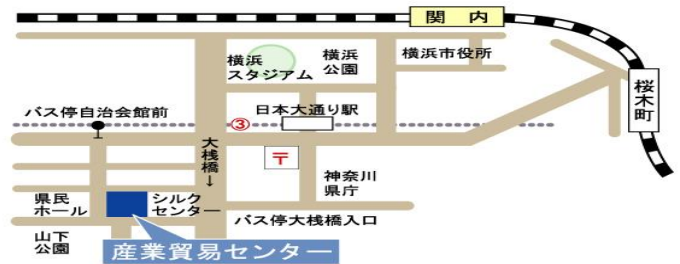 関 内
横浜
スタジアム
横浜
公園
横浜市役所
桜木町
バス停自治会館前
③
日本大通り駅
大桟橋↓
〒
神奈川
県庁
県民
ホール
シルク
センター
バス停大桟橋入口
山下
公園
産業貿易センター